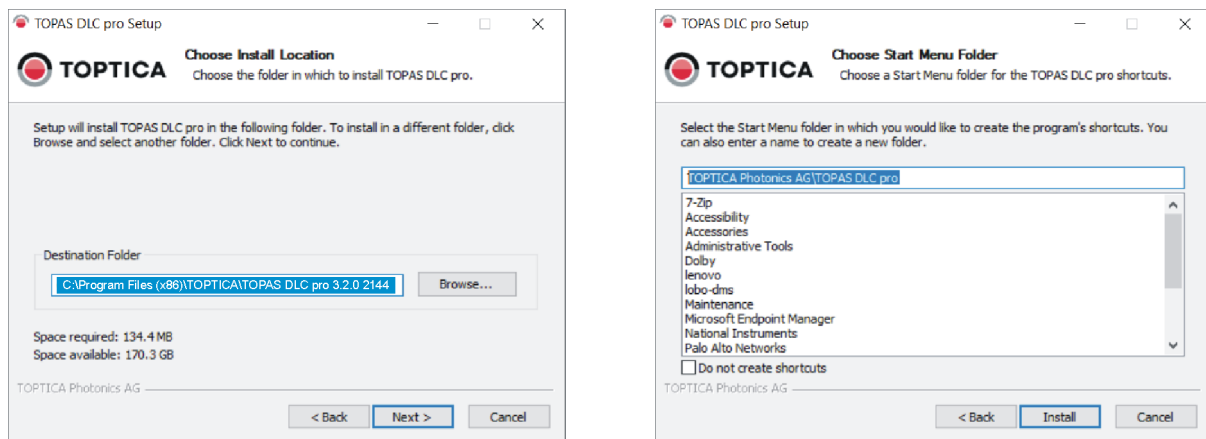 TOPAS DLC pro Setup
TOPTICA
Choose Install Location
Choose the folder in which to install TOPAS DLC pro.
Setup will install TOPAS DLC pro in the following folder. To install in a different folder, click
Browse and select another folder. Click Next to continue.
Destination Folder
C:\Program Files (x86)\TOPTICA\TOPAS DLC pro 3.2.0 2144
Browse...
Space required: 134.4 MB
Space available: 170.3 GB
TOPTICA Photonics AG
< Back
Next >
Cancel
TOPAS DLC pro Setup
TOPTICA
Choose Start Menu Folder
Choose a Start Menu folder for the TOPAS DLC pro shortcuts.
Select the Start Menu folder in which you would like to create the program's shortcuts. You
can also enter a name to create a new folder.
TOPTICA Photonics AG\TOPAS DLC pro
7-Zip
Accessibility
Accessories
Administrative Tools
Dolby
lenovo
lobo-dms
Maintenance
Microsoft Endpoint Manager
National Instruments
Palo Alto Networks
Do not create shortcuts
TOPTICA Photonics AG
< Back
Install
Cancel